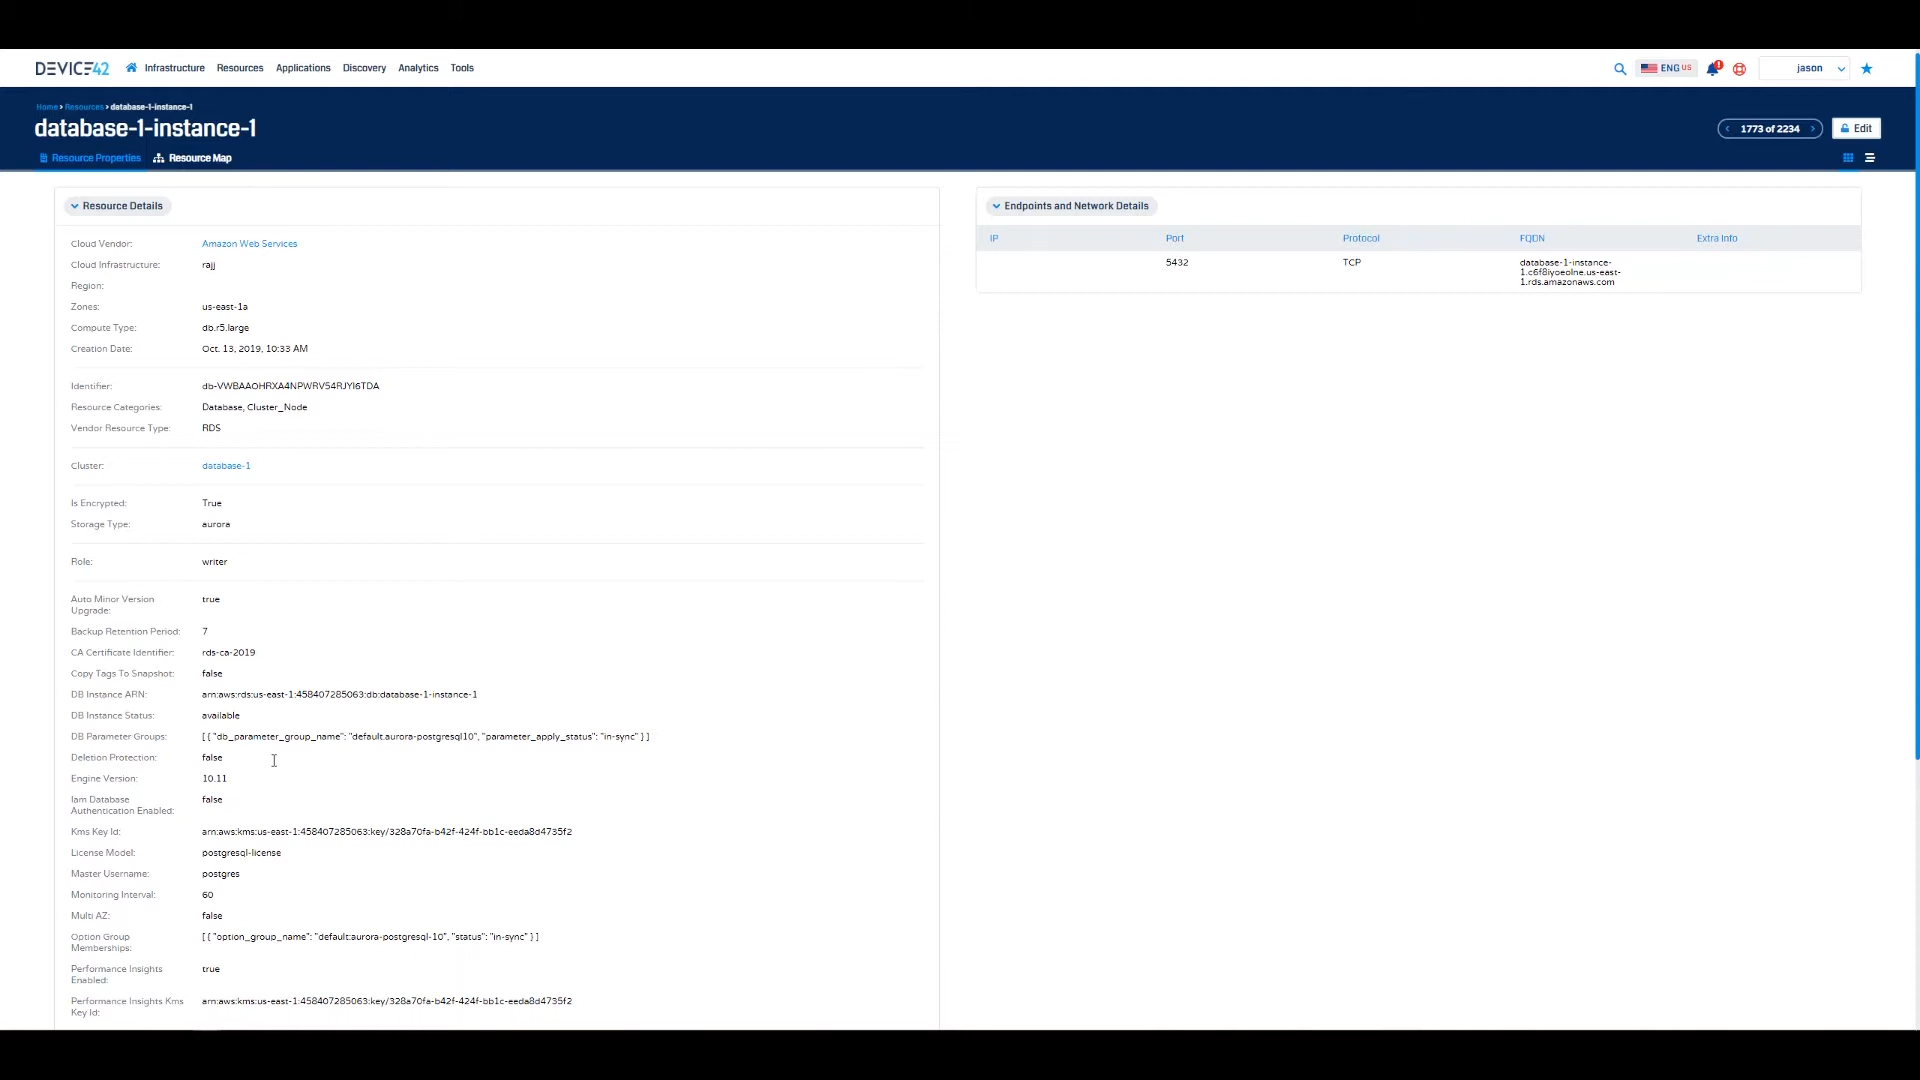 DEVICE42 Infrastructure Resources Applications Discovery Analytics Tools ENG US 1 jason
Home > Resources > database-1-instance-1
database-1-instance-1
1773 of 2234 Edit
Resource Properties Resource Map
Resource Details
Cloud Vendor: Amazon Web Services
Cloud Infrastructure: rajj
Region:
Zones: us-east-1a
Compute Type: db.r5.large
Creation Date: Oct. 13, 2019, 10:33 AM
Identifier: db-VWBAAOHRXA4NPWRV54RJYI6TDA
Resource Categories: Database, Cluster_Node
Vendor Resource Type: RDS
Cluster: database-1
Is Encrypted: True
Storage Type: aurora
Role: writer
Auto Minor Version
Upgrade: true
Backup Retention Period: 7
CA Certificate Identifier: rds-ca-2019
Copy Tags To Snapshot: false
DB Instance ARN: arn:aws:rds:us-east-1:458407285063:db:database-1-instance-1
DB Instance Status: available
DB Parameter Groups: [ { "db_parameter_group_name": "default.aurora-postgresql10", "parameter_apply_status": "in-sync" } ]
Deletion Protection: false
Engine Version: 10.11
Iam Database
Authentication Enabled: false
Kms Key Id: arn:aws:kms:us-east-1:458407285063:key/328a70fa-b42f-424f-bb1c-eeda8d4735f2
License Model: postgresql-license
Master Username: postgres
Monitoring Interval: 60
Multi AZ: false
Option Group
Memberships: [ { "option_group_name": "default:aurora-postgresql-10", "status": "in-sync" } ]
Performance Insights
Enabled: true
Performance Insights Kms
Key Id: arn:aws:kms:us-east-1:458407285063:key/328a70fa-b42f-424f-bb1c-eeda8d4735f2
Endpoints and Network Details
IP Port Protocol FQDN Extra Info
5432 TCP database-1-instance-
1.c6f8iyoeolne.us-east-
1.rds.amazonaws.com